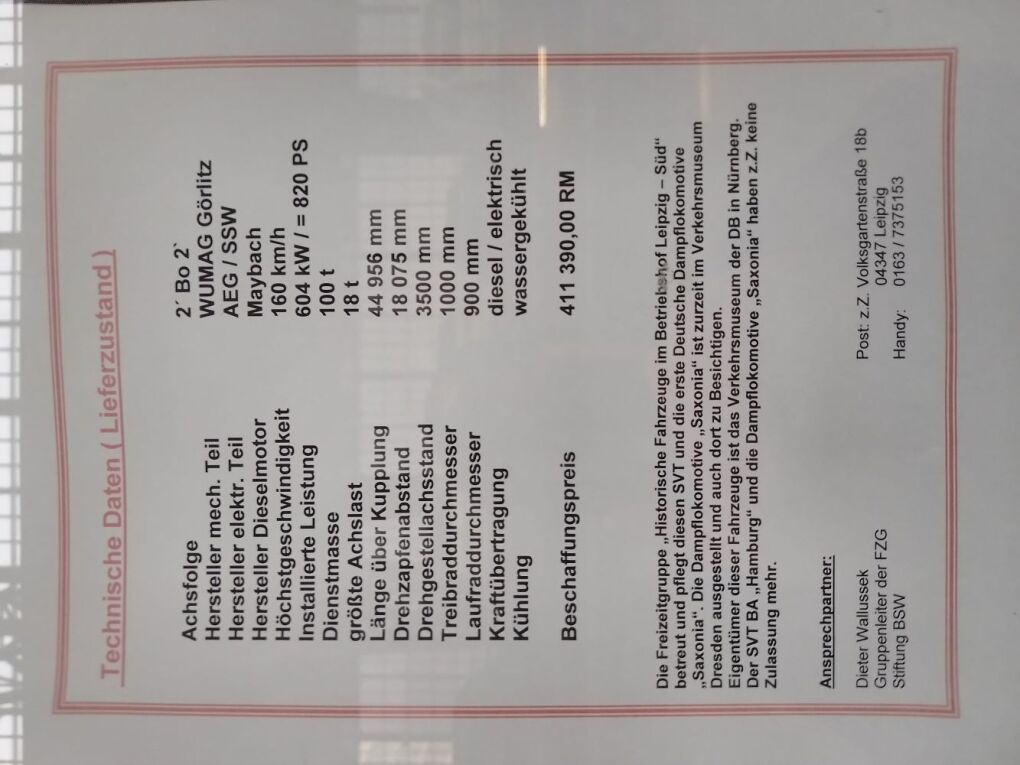 Technische Daten ( Lieferzustand )
Achsfolge 2´ Bo 2`
Hersteller mech. Teil WUMAG Görlitz
Hersteller elektr. Teil AEG / SSW
Hersteller Dieselmotor Maybach
Höchstgeschwindigkeit 160 km/h
Installierte Leistung 604 kW / = 820 PS
Dienstmasse 100 t
größte Achslast 18 t
Länge über Kupplung 44 956 mm
Drehzapfenabstand 18 075 mm
Drehgestellachsstand 3500 mm
Treibraddurchmesser 1000 mm
Laufraddurchmesser 900 mm
Kraftübertragung diesel / elektrisch
Kühlung wassergekühlt
Beschaffungspreis 411 390,00 RM
Die Freizeitgruppe „Historische Fahrzeuge im Betriebshof Leipzig – Süd“
betreut und pflegt diesen SVT und die erste Deutsche Dampflokomotive
„Saxonia“. Die Dampflokomotive „Saxonia“ ist zurzeit im Verkehrsmuseum
Dresden ausgestellt und auch dort zu Besichtigen.
Eigentümer dieser Fahrzeuge ist das Verkehrsmuseum der DB in Nürnberg.
Der SVT BA „Hamburg“ und die Dampflokomotive „Saxonia“ haben z.Z. keine
Zulassung mehr.
Ansprechpartner:
Dieter Wallussek Post: z.Z. Volksgartenstraße 18b
Gruppenleiter der FZG 04347 Leipzig
Stiftung BSW Handy: 0163 / 7375153